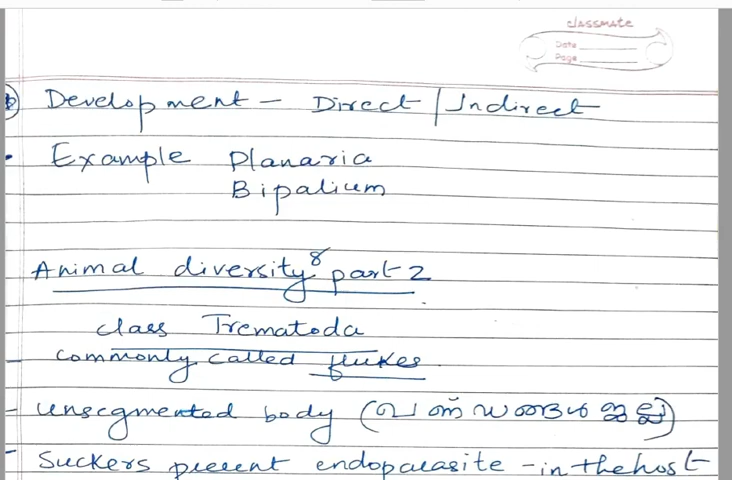 classmate
Date
Page
Development - Direct / Indirect
• Example Planaria
Bipalium
Animal diversity 8 part 2
class Trematoda
- commonly called flukes
- unsegmented body (
- Suckers present endoparasite - in the host